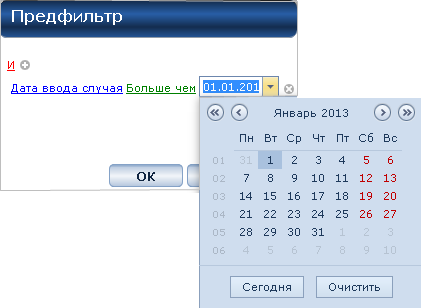 Предфильтр
И
Дата ввода случая Больше чем 01.01.201
Январь 2013
Пн Вт Ср Чт Пт Сб Вс
01 31 1 2 3 4 5 6
02 7 8 9 10 11 12 13
03 14 15 16 17 18 19 20
04 21 22 23 24 25 26 27
05 28 29 30 31 1 2 3
06 4 5 6 7 8 9 10
OK
Сегодня Очистить